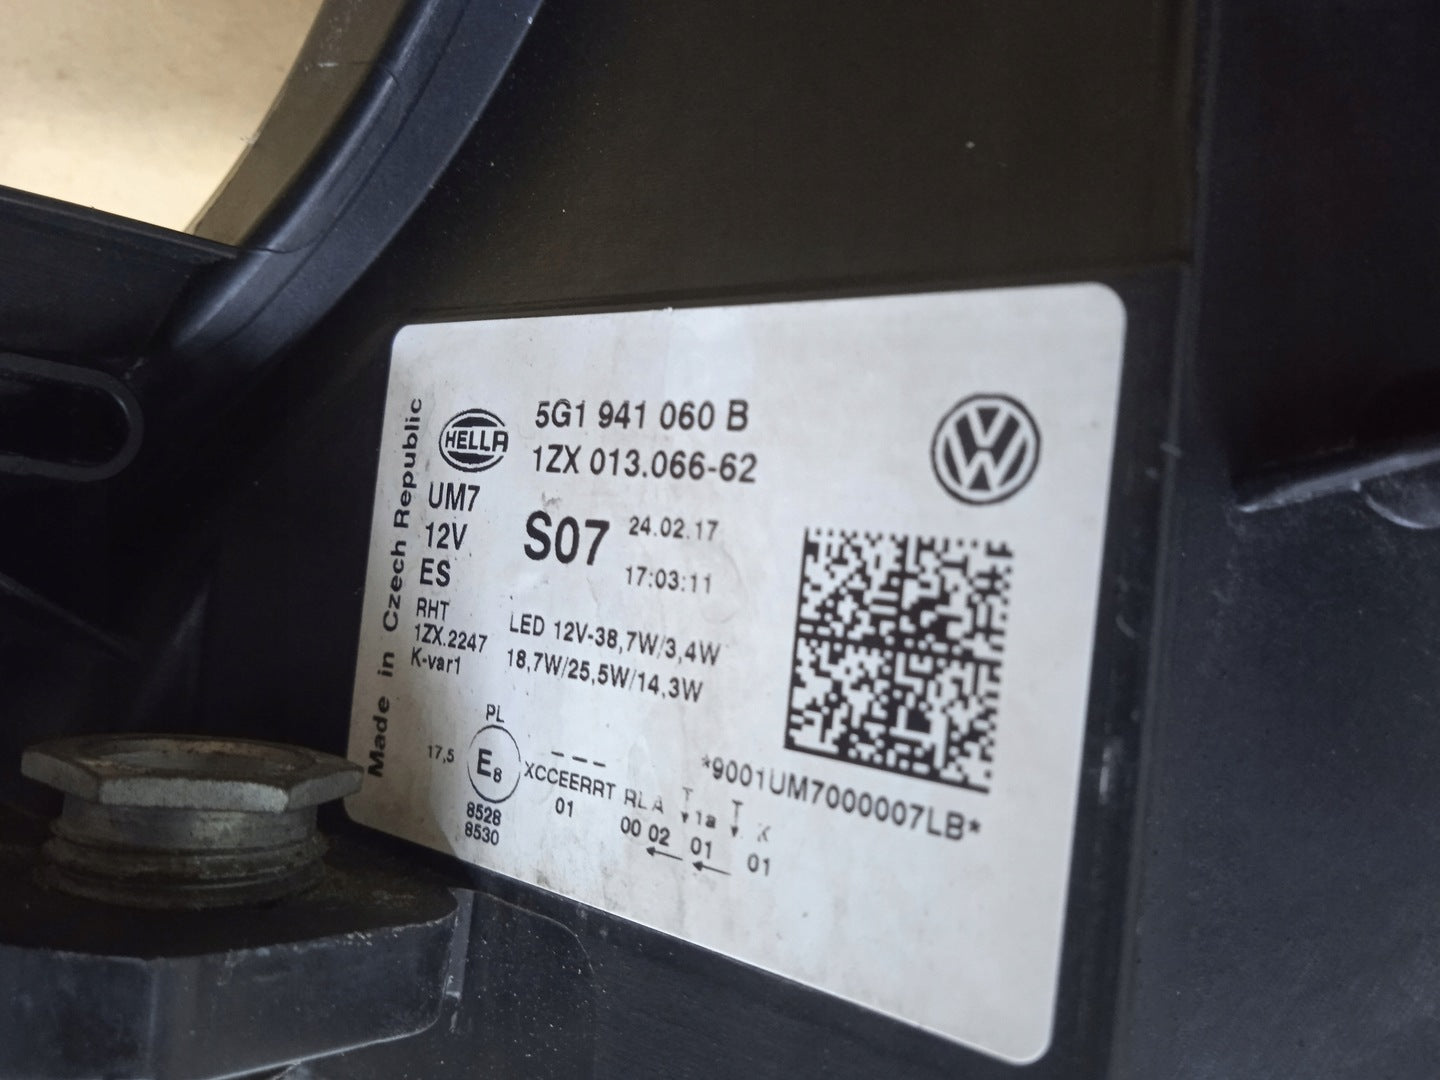 Made in Czech Republic
HELLA
5G1 941 060 B
1ZX 013.066-62
UM7
12V
ES
S07
24.02.17
17:03:11
RHT
1ZX.2247
K-var1
LED 12V-38,7W/3,4W
18,7W/25,5W/14,3W
PL
17,5
E8
8528
8530
XCCEERRT RLA T 1a T K
01 00 02 01 01
*9001UM7000007LB*
VW